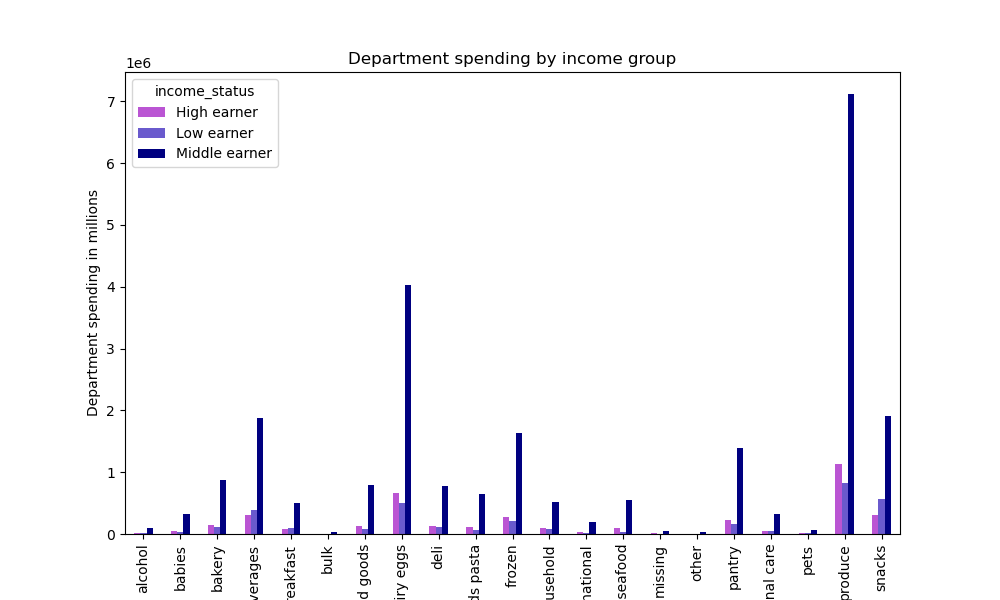 Department spending by income group
1e6
income_status
High earner
Low earner
Middle earner
Department spending in millions
7
6
5
4
3
2
1
0
alcohol
babies
bakery
verages
reakfast
bulk
d goods
iry eggs
deli
ds pasta
frozen
usehold
national
seafood
missing
other
pantry
nal care
pets
produce
snacks